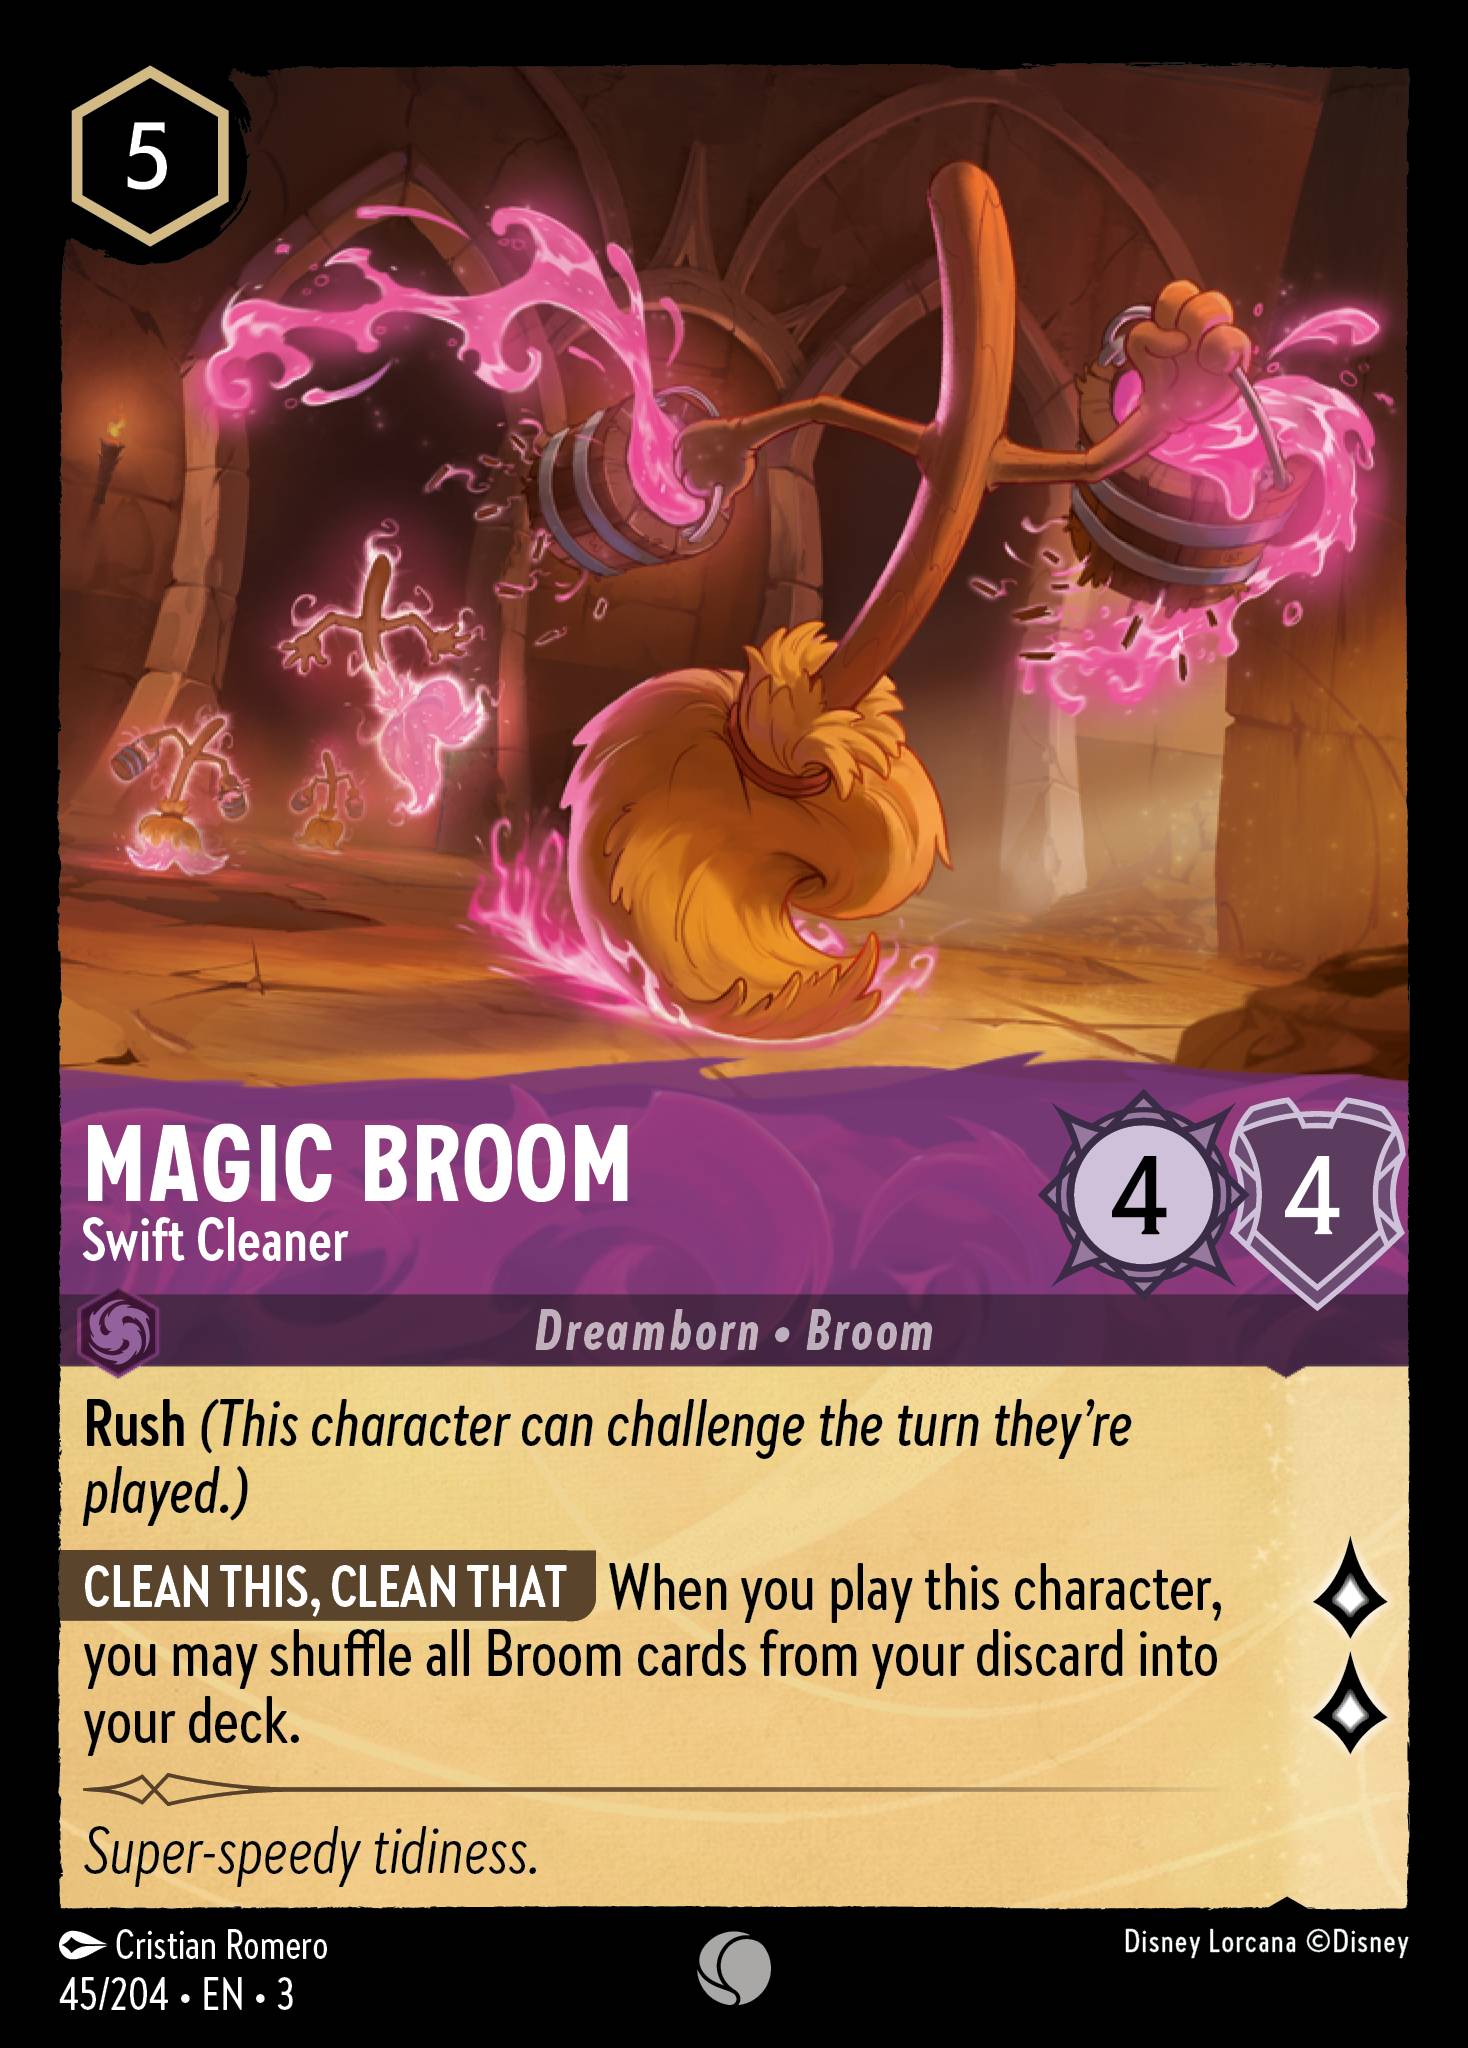 5
MAGIC BROOM
Swift Cleaner
4
4
Dreamborn • Broom
Rush (This character can challenge the turn they’re
played.)
CLEAN THIS, CLEAN THAT When you play this character,
you may shuffle all Broom cards from your discard into
your deck.
Super-speedy tidiness.
Cristian Romero
Disney Lorcana ©Disney
45/204 • EN • 3